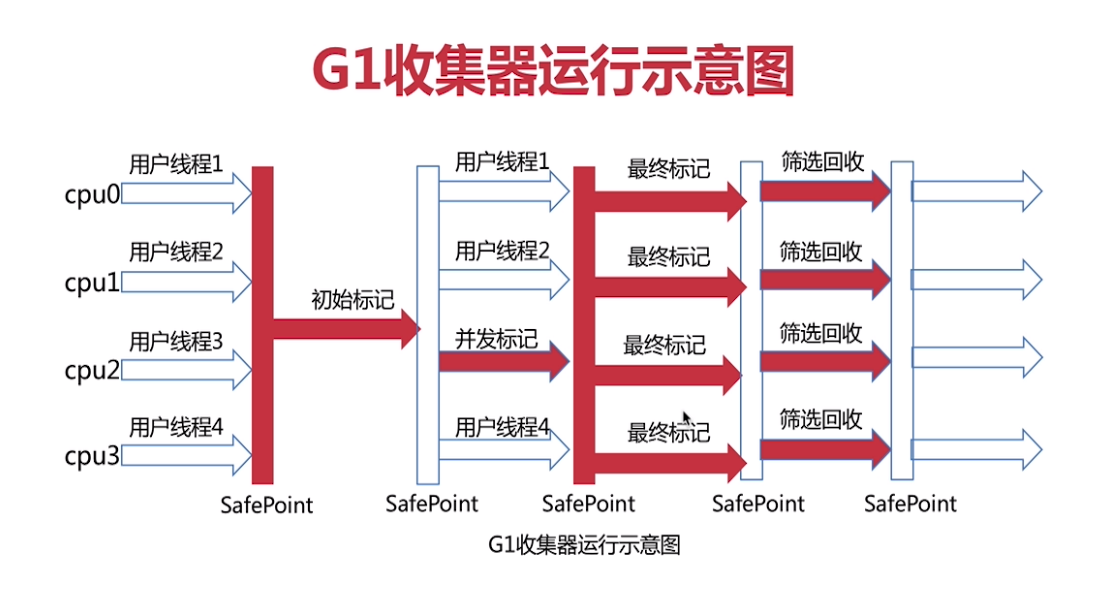 G1收集器运行示意图
用户线程1
用户线程1
最终标记
筛选回收
cpu0
用户线程2
用户线程2
最终标记
筛选回收
cpu1
初始标记
用户线程3
并发标记
最终标记
筛选回收
cpu2
用户线程4
用户线程4
最终标记
筛选回收
cpu3
SafePoint
SafePoint
SafePoint
SafePoint
SafePoint
G1收集器运行示意图